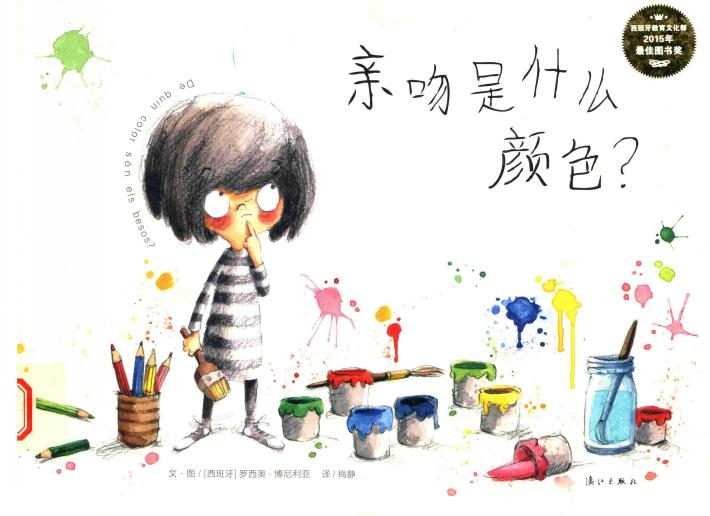 西班牙教育文化部
2015年
最佳图书奖
亲吻是什么
颜色?
De quin color són els besos?
文·图/[西班牙]罗西奥·博尼利亚 译/梅静
漓江出版社